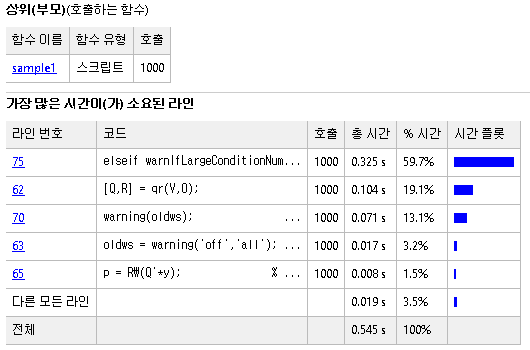 상위(부모)(호출하는 함수)
함수 이름 함수 유형 호출
sample1 스크립트 1000
가장 많은 시간이(가) 소요된 라인
라인 번호 코드 호출 총 시간 % 시간 시간 플롯
75 elseif warnIfLargeConditionNum... 1000 0.325 s 59.7%
62 [Q,R] = qr(V,0); 1000 0.104 s 19.1%
70 warning(oldws); ... 1000 0.071 s 13.1%
63 oldws = warning('off','all'); ... 1000 0.017 s 3.2%
65 p = R₩(Q'*y); % ... 1000 0.008 s 1.5%
다른 모든 라인 0.019 s 3.5%
전체 0.545 s 100%